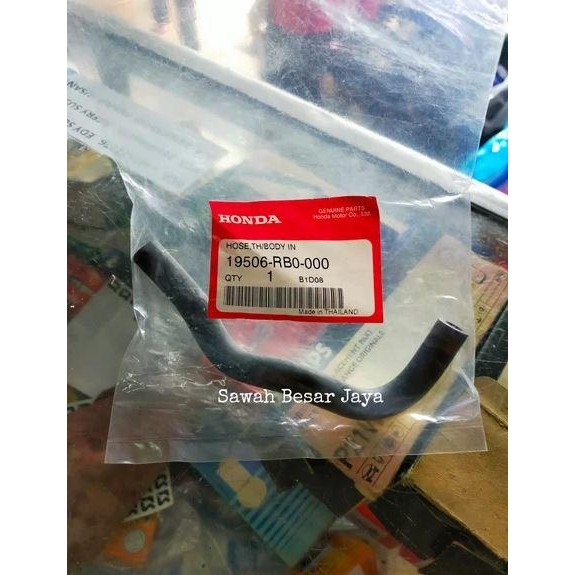 HONDA
GENUINE PARTS
Honda Motor Co., Ltd.
HOSE,TH/BODY IN
19506-RB0-000
QTY 1 B1D08
Made in THAILAND
Sawah Besar Jaya